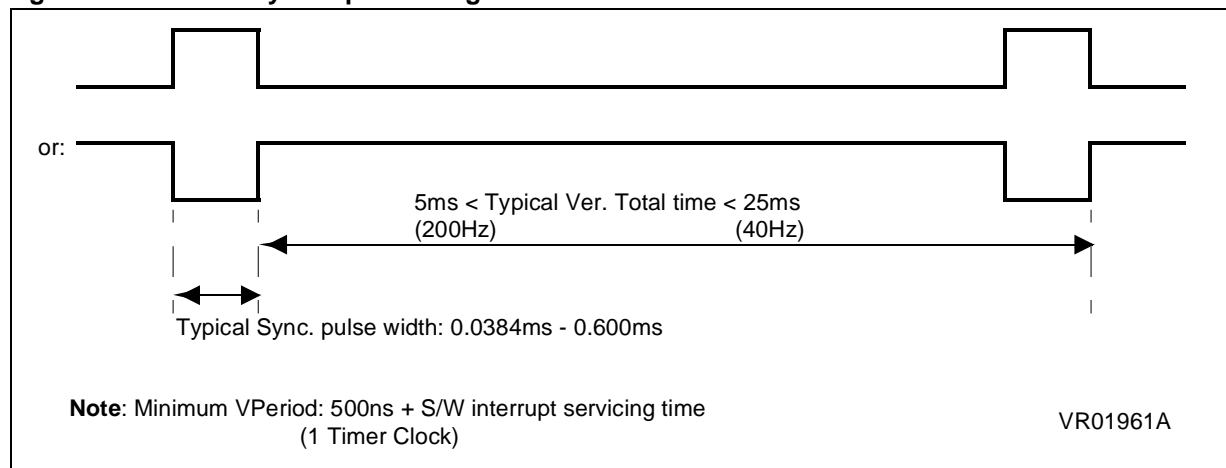 or:
5ms < Typical Ver. Total time < 25ms
(200Hz) (40Hz)
Typical Sync. pulse width: 0.0384ms - 0.600ms
Note: Minimum VPeriod: 500ns + S/W interrupt servicing time
(1 Timer Clock)
VR01961A